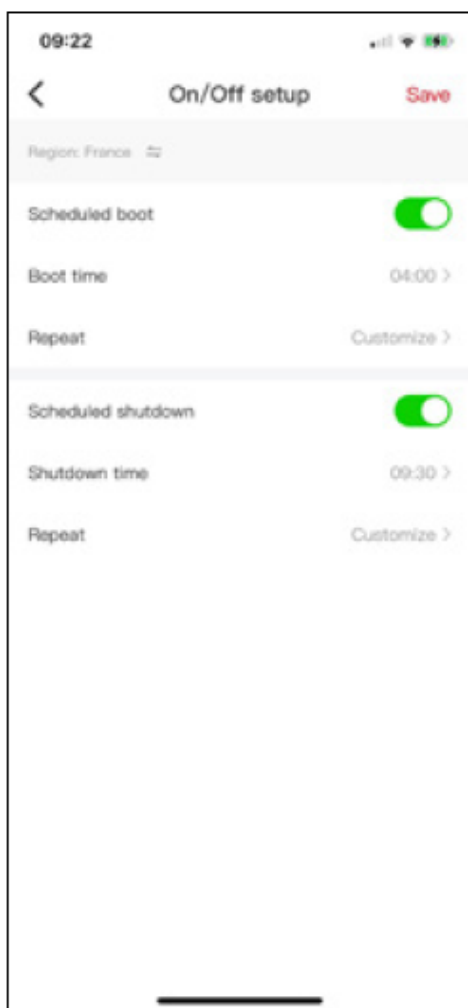 09:22
On/Off setup Save
Region: France
Scheduled boot
Boot time 04:00
Repeat Customize
Scheduled shutdown
Shutdown time 09:30
Repeat Customize